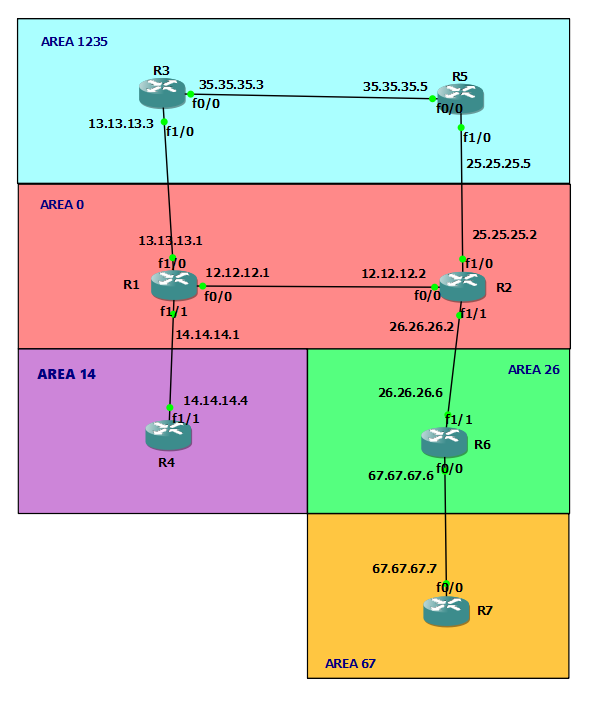 AREA 1235
R3
R5
35.35.35.3
35.35.35.5
f0/0
f0/0
13.13.13.3
f1/0
f1/0
25.25.25.5
AREA 0
13.13.13.1
25.25.25.2
f1/0
f1/0
R1
12.12.12.1
12.12.12.2
R2
f0/0
f0/0
f1/1
f1/1
14.14.14.1
26.26.26.2
AREA 14
AREA 26
14.14.14.4
26.26.26.6
f1/1
f1/1
R4
R6
f0/0
67.67.67.6
67.67.67.7
f0/0
R7
AREA 67